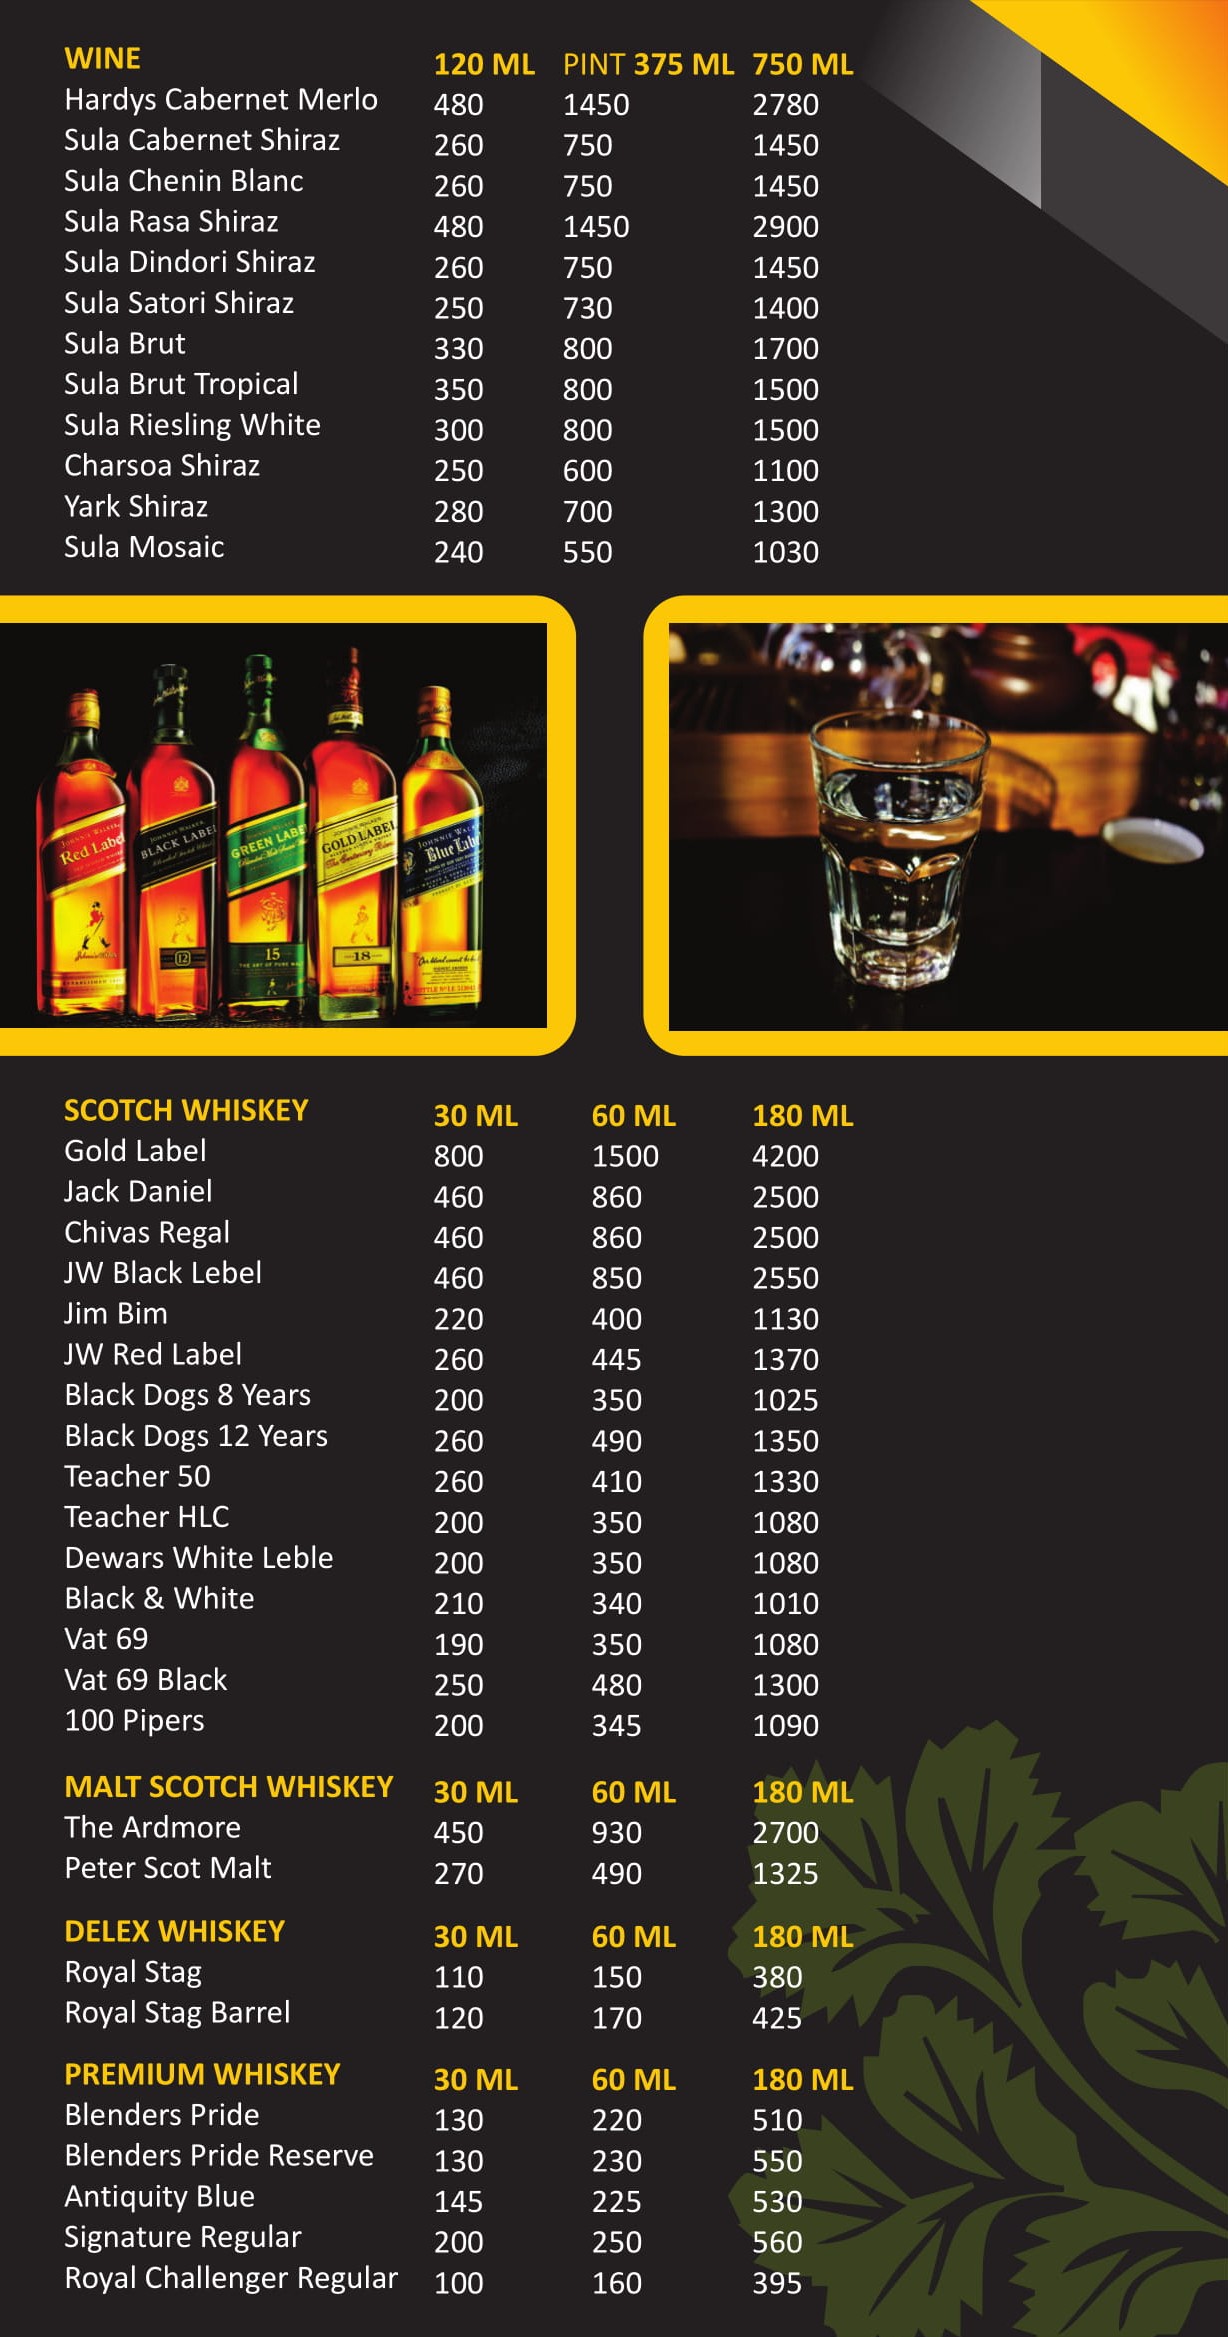 WINE 120 ML PINT 375 ML 750 ML
Hardys Cabernet Merlo 480 1450 2780
Sula Cabernet Shiraz 260 750 1450
Sula Chenin Blanc 260 750 1450
Sula Rasa Shiraz 480 1450 2900
Sula Dindori Shiraz 260 750 1450
Sula Satori Shiraz 250 730 1400
Sula Brut 330 800 1700
Sula Brut Tropical 350 800 1500
Sula Riesling White 300 800 1500
Charsoa Shiraz 250 600 1100
Yark Shiraz 280 700 1300
Sula Mosaic 240 550 1030
JOHNNIE WALKER
Red Label
JOHNNIE WALKER
BLACK LABEL
12
GREEN LABE
15
GOLD LABEL
18
JOHNNIE WAL
Blue Labe
SCOTCH WHISKEY 30 ML 60 ML 180 ML
Gold Label 800 1500 4200
Jack Daniel 460 860 2500
Chivas Regal 460 860 2500
JW Black Lebel 460 850 2550
Jim Bim 220 400 1130
JW Red Label 260 445 1370
Black Dogs 8 Years 200 350 1025
Black Dogs 12 Years 260 490 1350
Teacher 50 260 410 1330
Teacher HLC 200 350 1080
Dewars White Leble 200 350 1080
Black & White 210 340 1010
Vat 69 190 350 1080
Vat 69 Black 250 480 1300
100 Pipers 200 345 1090
MALT SCOTCH WHISKEY 30 ML 60 ML 180 ML
The Ardmore 450 930 2700
Peter Scot Malt 270 490 1325
DELEX WHISKEY 30 ML 60 ML 180 ML
Royal Stag 110 150 380
Royal Stag Barrel 120 170 425
PREMIUM WHISKEY 30 ML 60 ML 180 ML
Blenders Pride 130 220 510
Blenders Pride Reserve 130 230 550
Antiquity Blue 145 225 530
Signature Regular 200 250 560
Royal Challenger Regular 100 160 395